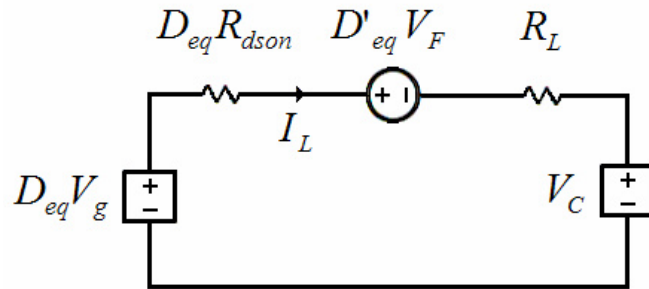 D_eq R_dson D'_eq V_F R_L
+ −
I_L
D_eq V_g + − V_C + −